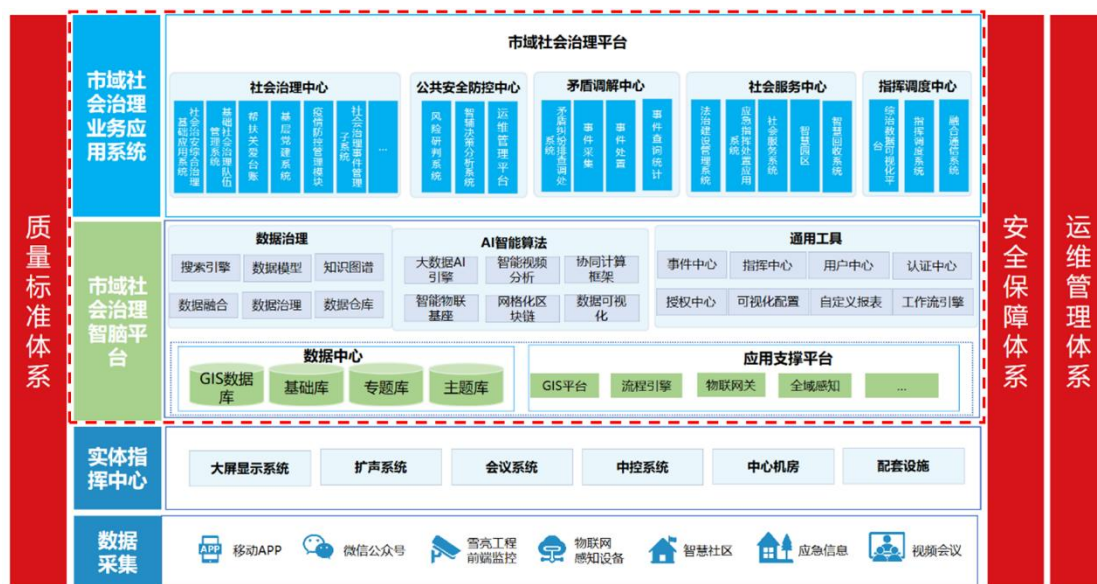 质量标准体系
市域社
会治理
业务应
用系统
市域社会治理平台
社会治理中心
社会治安综合治理
基础应用系统
基础社会治理队伍
管理系统
帮扶关爱台账
基层党建系统
疫情防控管理模块
社会治理事件管理
子系统
…
公共安全防控中心
风险研判系统
智辅决策分析系统
运维管理平台
矛盾调解中心
矛盾纠纷排查调处
系统
事件采集
事件处置
事件查询统计
社会服务中心
法治建设管理系统
应急指挥处置应用
系统
社会服务系统
智慧园区
智慧回收系统
指挥调度中心
综治数据可视化平
台
指挥调度系统
融合通信系统
市域社
会治理
智脑平
台
数据治理
搜索引擎
数据模型
知识图谱
数据融合
数据治理
数据仓库
AI智能算法
大数据AI
引擎
智能视频
分析
协同计算
框架
智能物联
基座
网格化区
块链
数据可视
化
通用工具
事件中心
指挥中心
用户中心
认证中心
授权中心
可视化配置
自定义报表
工作流引擎
数据中心
GIS数据
库
基础库
专题库
主题库
应用支撑平台
GIS平台
流程引擎
物联网关
全域感知
…
实体指
挥中心
大屏显示系统
扩声系统
会议系统
中控系统
中心机房
配套设施
数据
采集
APP
移动APP
微信公众号
雪亮工程
前端监控
物联网
感知设备
智慧社区
应急信息
视频会议
安全保障体系
运维管理体系